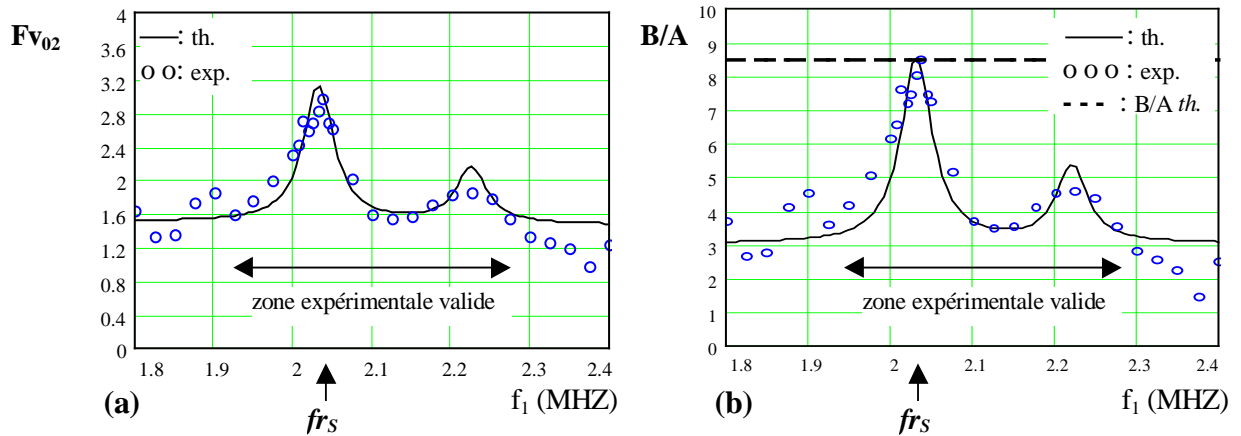 Fv02
4
3.6
3.2
2.8
2.4
2
1.6
1.2
0.8
0.4
0
: th.
o o: exp.
zone expérimentale valide
1.8 1.9 2 2.1 2.2 2.3 2.4
(a)
frS
f1 (MHZ)
B/A
10
9
8
7
6
5
4
3
2
1
0
: th.
o o o : exp.
: B/A th.
zone expérimentale valide
1.8 1.9 2 2.1 2.2 2.3 2.4
(b)
frS
f1 (MHZ)